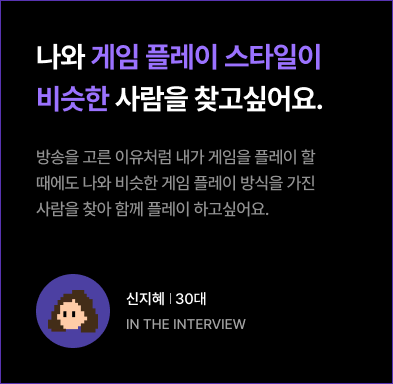 나와 게임 플레이 스타일이
비슷한 사람을 찾고싶어요.
방송을 고른 이유처럼 내가 게임을 플레이 할
때에도 나와 비슷한 게임 플레이 방식을 가진
사람을 찾아 함께 플레이 하고싶어요.
신지혜 | 30대
IN THE INTERVIEW